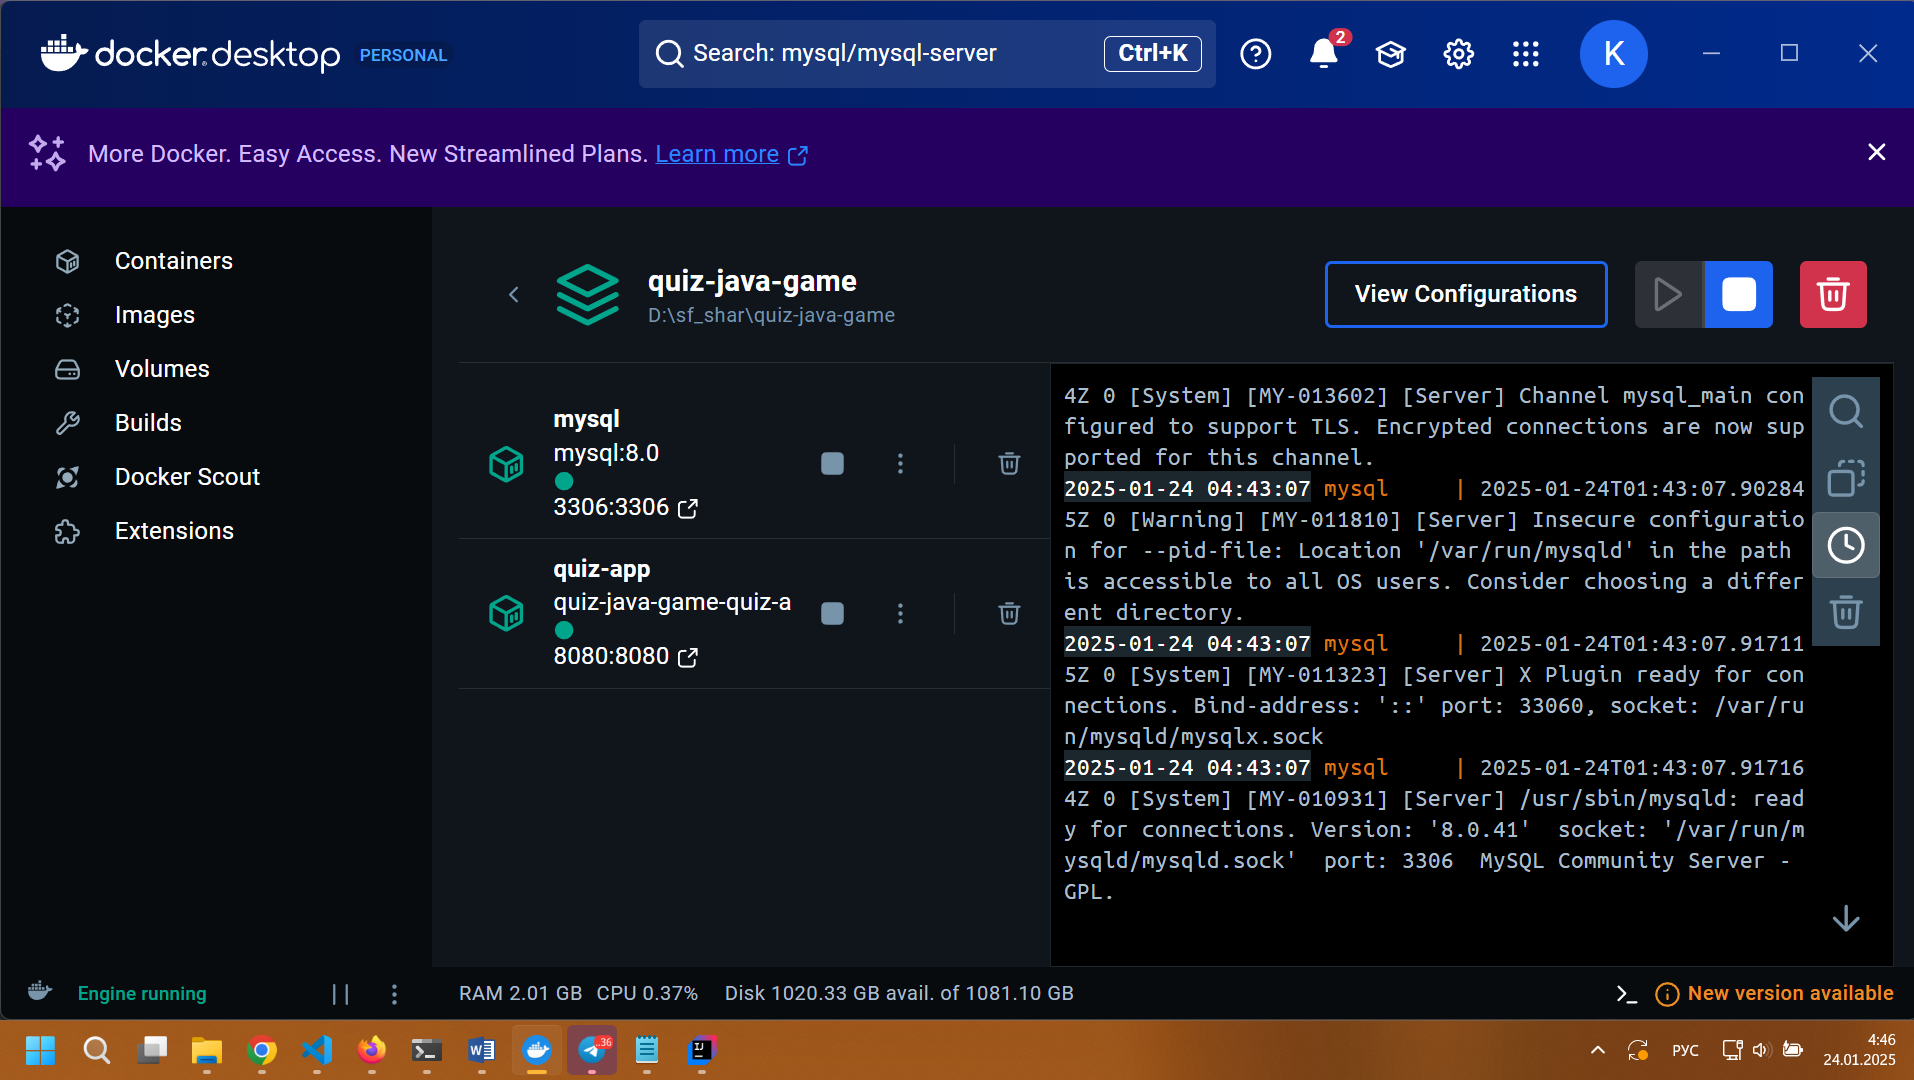 docker.desktop PERSONAL
Search: mysql/mysql-server Ctrl+K
2
K
More Docker. Easy Access. New Streamlined Plans. Learn more
Containers
Images
Volumes
Builds
Docker Scout
Extensions
quiz-java-game
D:\sf_shar\quiz-java-game
View Configurations
mysql
mysql:8.0
3306:3306
quiz-app
quiz-java-game-quiz-a
8080:8080
4Z 0 [System] [MY-013602] [Server] Channel mysql_main con
figured to support TLS. Encrypted connections are now sup
ported for this channel.
2025-01-24 04:43:07 mysql | 2025-01-24T01:43:07.90284
5Z 0 [Warning] [MY-011810] [Server] Insecure configuratio
n for --pid-file: Location '/var/run/mysqld' in the path
is accessible to all OS users. Consider choosing a differ
ent directory.
2025-01-24 04:43:07 mysql | 2025-01-24T01:43:07.91711
5Z 0 [System] [MY-011323] [Server] X Plugin ready for con
nections. Bind-address: '::' port: 33060, socket: /var/ru
n/mysqld/mysqlx.sock
2025-01-24 04:43:07 mysql | 2025-01-24T01:43:07.91716
4Z 0 [System] [MY-010931] [Server] /usr/sbin/mysqld: read
y for connections. Version: '8.0.41'  socket: '/var/run/m
ysqld/mysqld.sock'  port: 3306  MySQL Community Server -
GPL.
Engine running
RAM 2.01 GB CPU 0.37% Disk 1020.33 GB avail. of 1081.10 GB
New version available
W
..36
IJ
РУС
4:46
24.01.2025